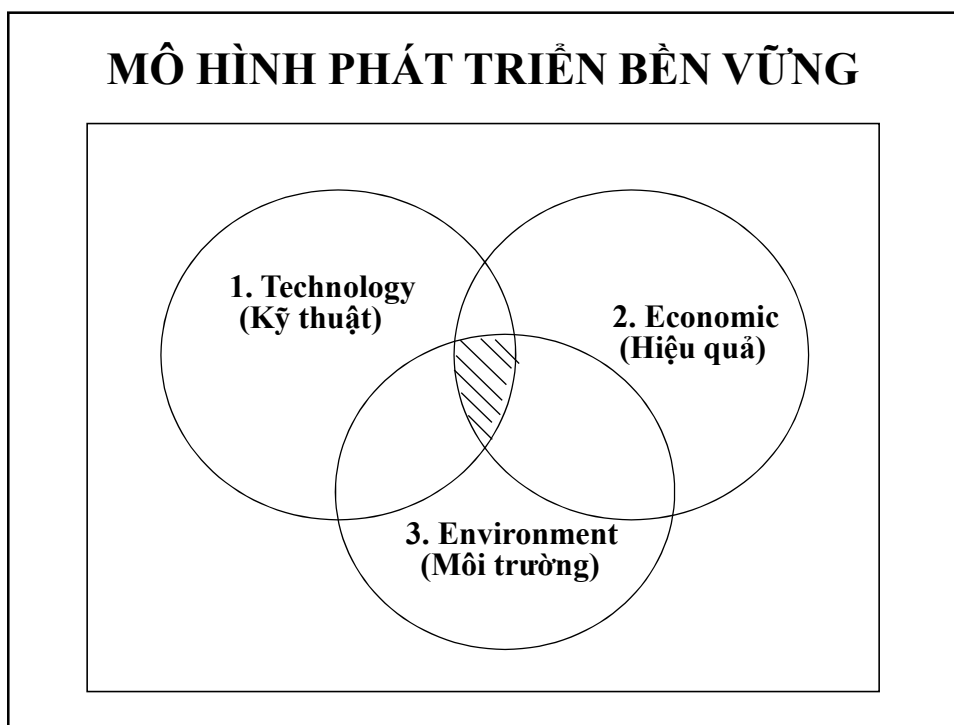 MÔ HÌNH PHÁT TRIỂN BỀN VỮNG
1. Technology
(Kỹ thuật)
2. Economic
(Hiệu quả)
3. Environment
(Môi trường)